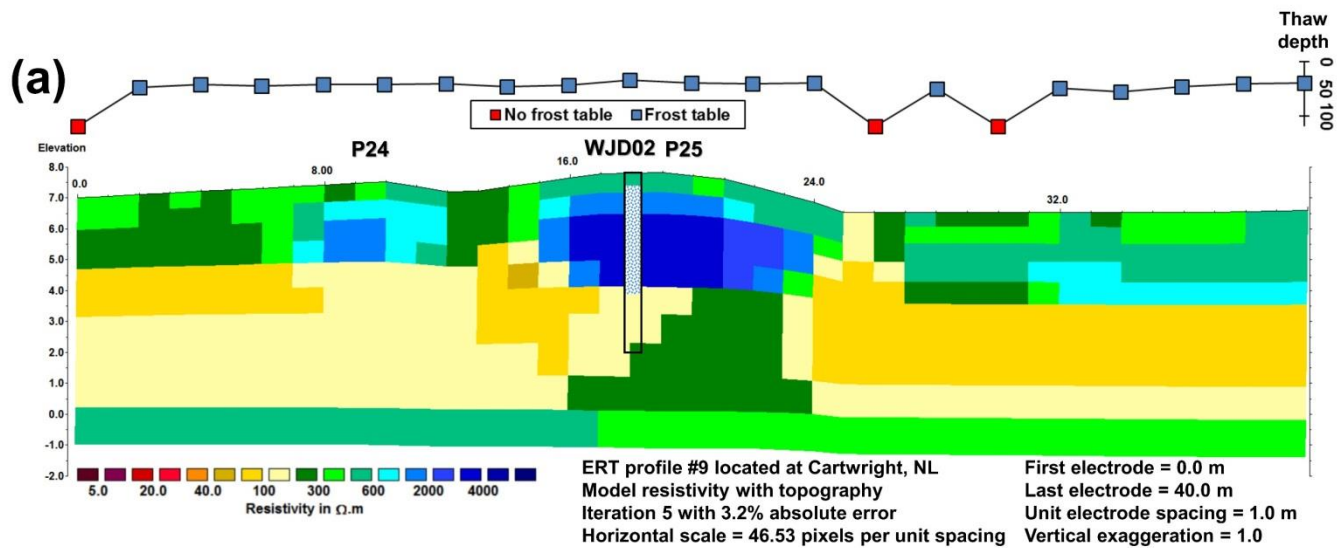 Thaw
depth
(a)
0
50
100
No frost table
Frost table
Elevation
P24
WJD02
P25
8.0
7.0
6.0
5.0
4.0
3.0
2.0
1.0
0.0
-1.0
-2.0
0.0
8.00
16.0
24.0
32.0
5.0 20.0 40.0 100 300 600 2000 4000
Resistivity in Ω.m
ERT profile #9 located at Cartwright, NL
Model resistivity with topography
Iteration 5 with 3.2% absolute error
Horizontal scale = 46.53 pixels per unit spacing
First electrode = 0.0 m
Last electrode = 40.0 m
Unit electrode spacing = 1.0 m
Vertical exaggeration = 1.0